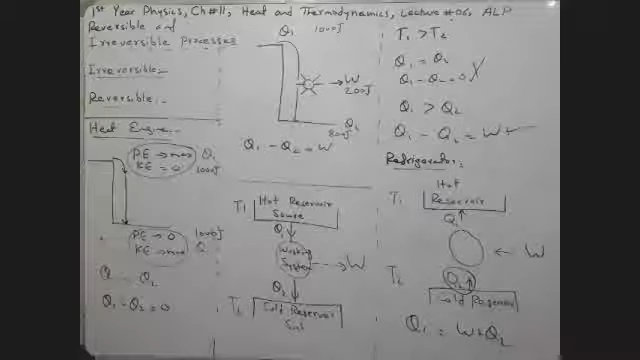 1st Year Physics, Ch#11, Heat and Thermodynamics, Lecture #06, ALP
Reversible and
Irreversible Processes
Irreversible:-
Reversible:-
Heat Engine:-
PE → max
KE = 0
Q1
1000J
PE → 0
KE → max
1000J
Q
Q Q2
Q1 - Q2 = 0
Q1 1000J
→ W
200J
Q2
800J
Q1 - Q2 = W
T1 Hot Reservoir
Source
Q1
Working
System
→ W
Q2
T2 Cold Reservoir
Sink
T1 > T2
Q1 = Q2
Q1 - Q2 = 0 X
Q1 > Q2
Q1 - Q2 = W
Refrigerator:
Hot
T1 Reservoir
Q1
← W
T2
Q2
Cold Reservoir
Q1 = W + Q2